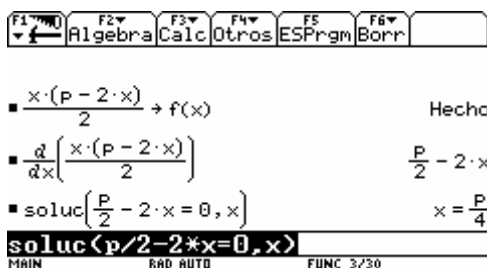 F1 F2 Algebra F3 Calc F4 Otros F5 ESPrgm F6 Borr
▪ x·(p − 2·x)/2 → f(x) Hecho
▪ d/dx(x·(p − 2·x)/2) p/2 − 2·x
▪ soluc(p/2 − 2·x = 0, x) x = p/4
soluc(p/2-2*x=0,x)
MAIN RAD AUTO FUNC 3/30